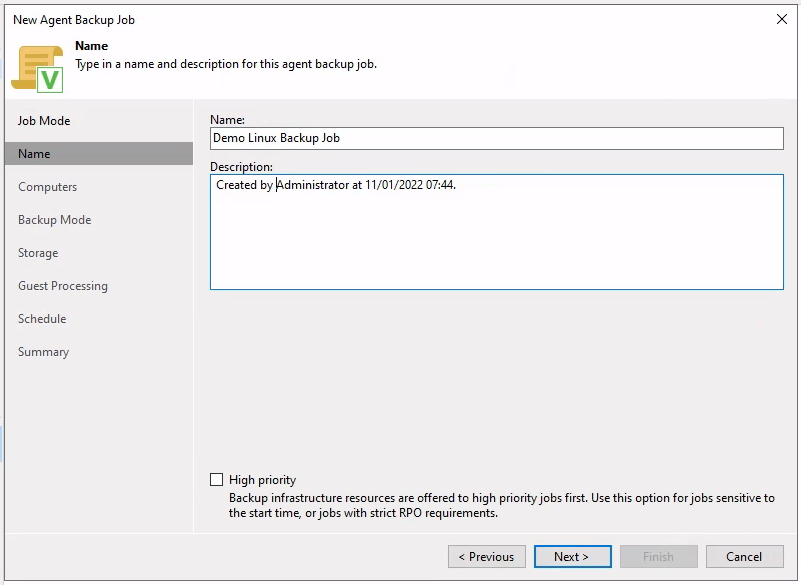 New Agent Backup Job
Name
Type in a name and description for this agent backup job.
Job Mode
Name
Computers
Backup Mode
Storage
Guest Processing
Schedule
Summary
Name:
Demo Linux Backup Job
Description:
Created by Administrator at 11/01/2022 07:44.
High priority
Backup infrastructure resources are offered to high priority jobs first. Use this option for jobs sensitive to
the start time, or jobs with strict RPO requirements.
< Previous
Next >
Finish
Cancel